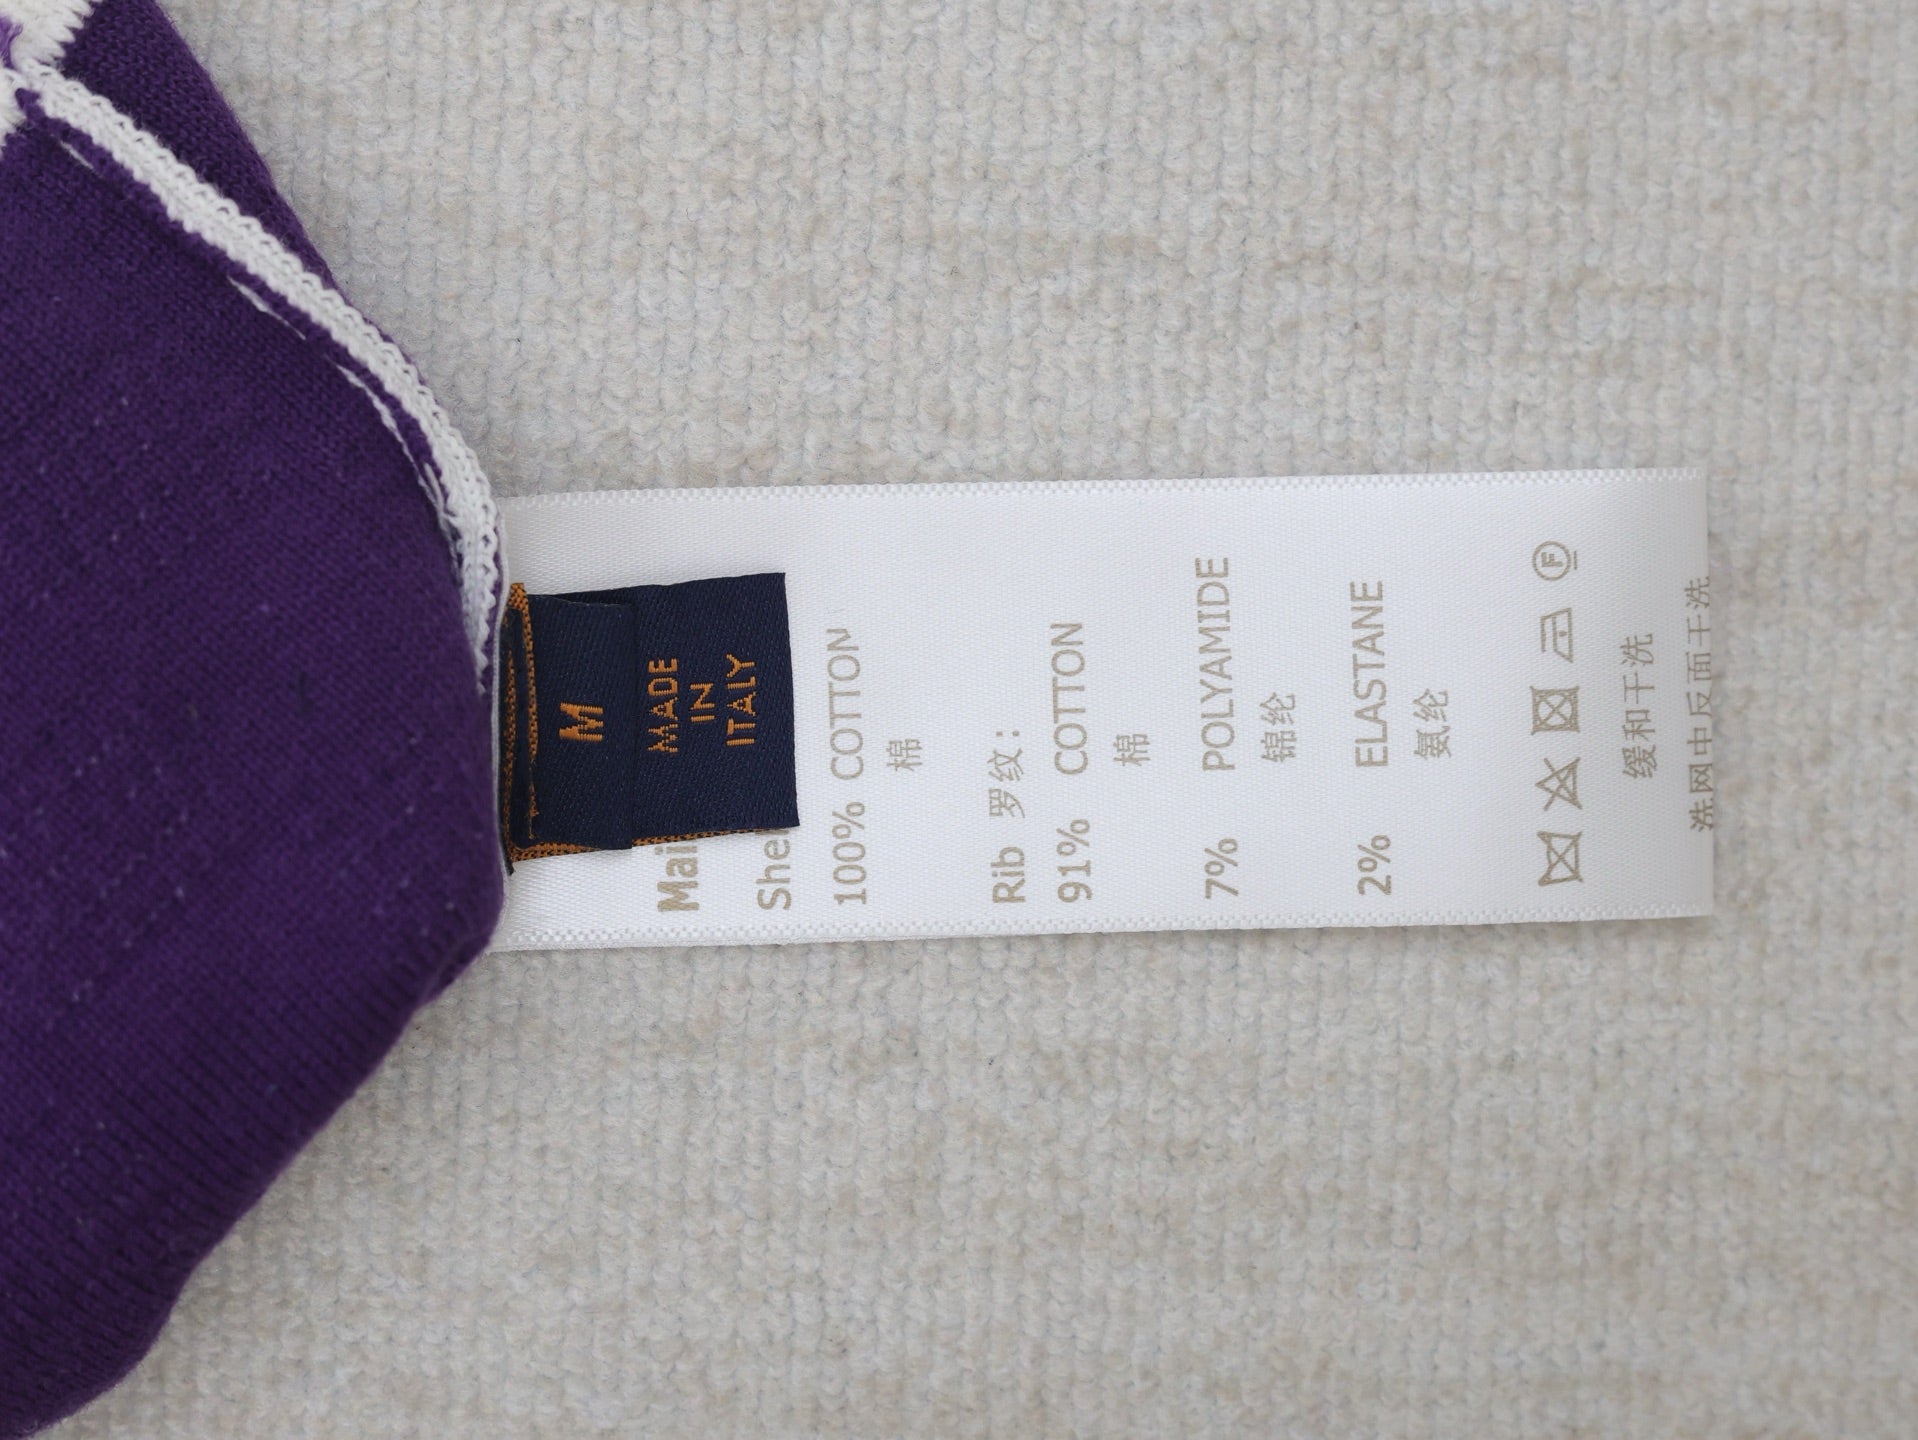 M
MADE
IN
ITALY
100% COTTON
棉
Rib 罗纹:
91% COTTON
棉
7% POLYAMIDE
锦纶
2% ELASTANE
氨纶
F
缓和干洗
洗网中反面干洗